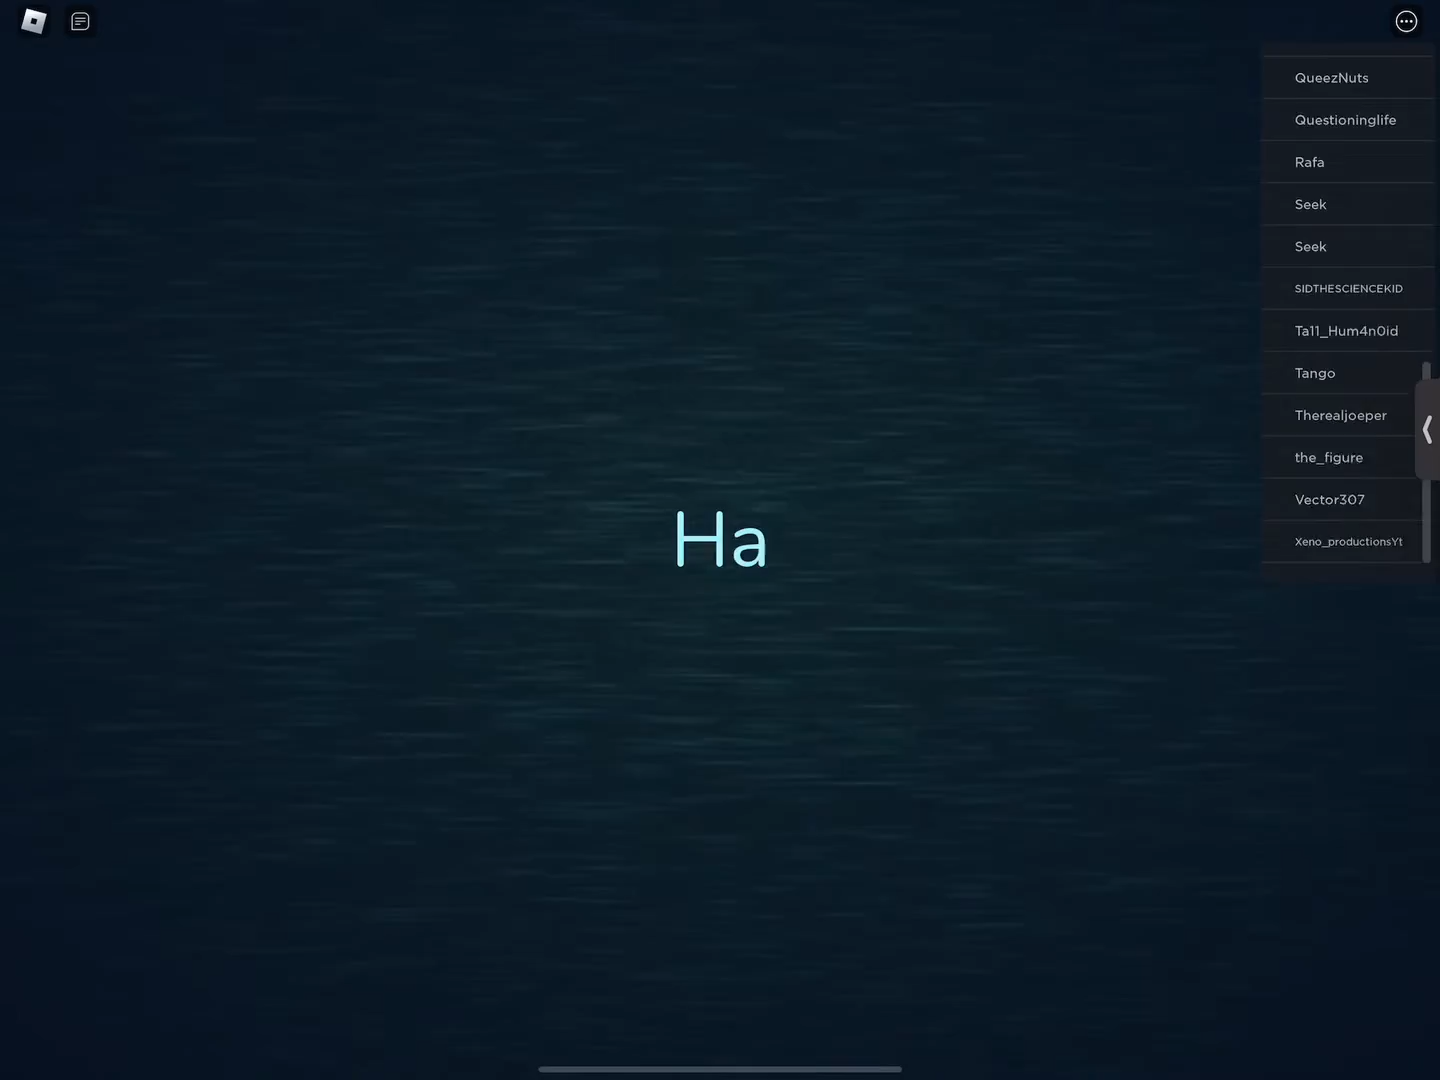 QueezNuts
Questioninglife
Rafa
Seek
Seek
SIDTHESCIENCEKID
Ta11_Hum4n0id
Tango
Therealjoeper
the_figure
Vector307
Xeno_productionsYt
Ha